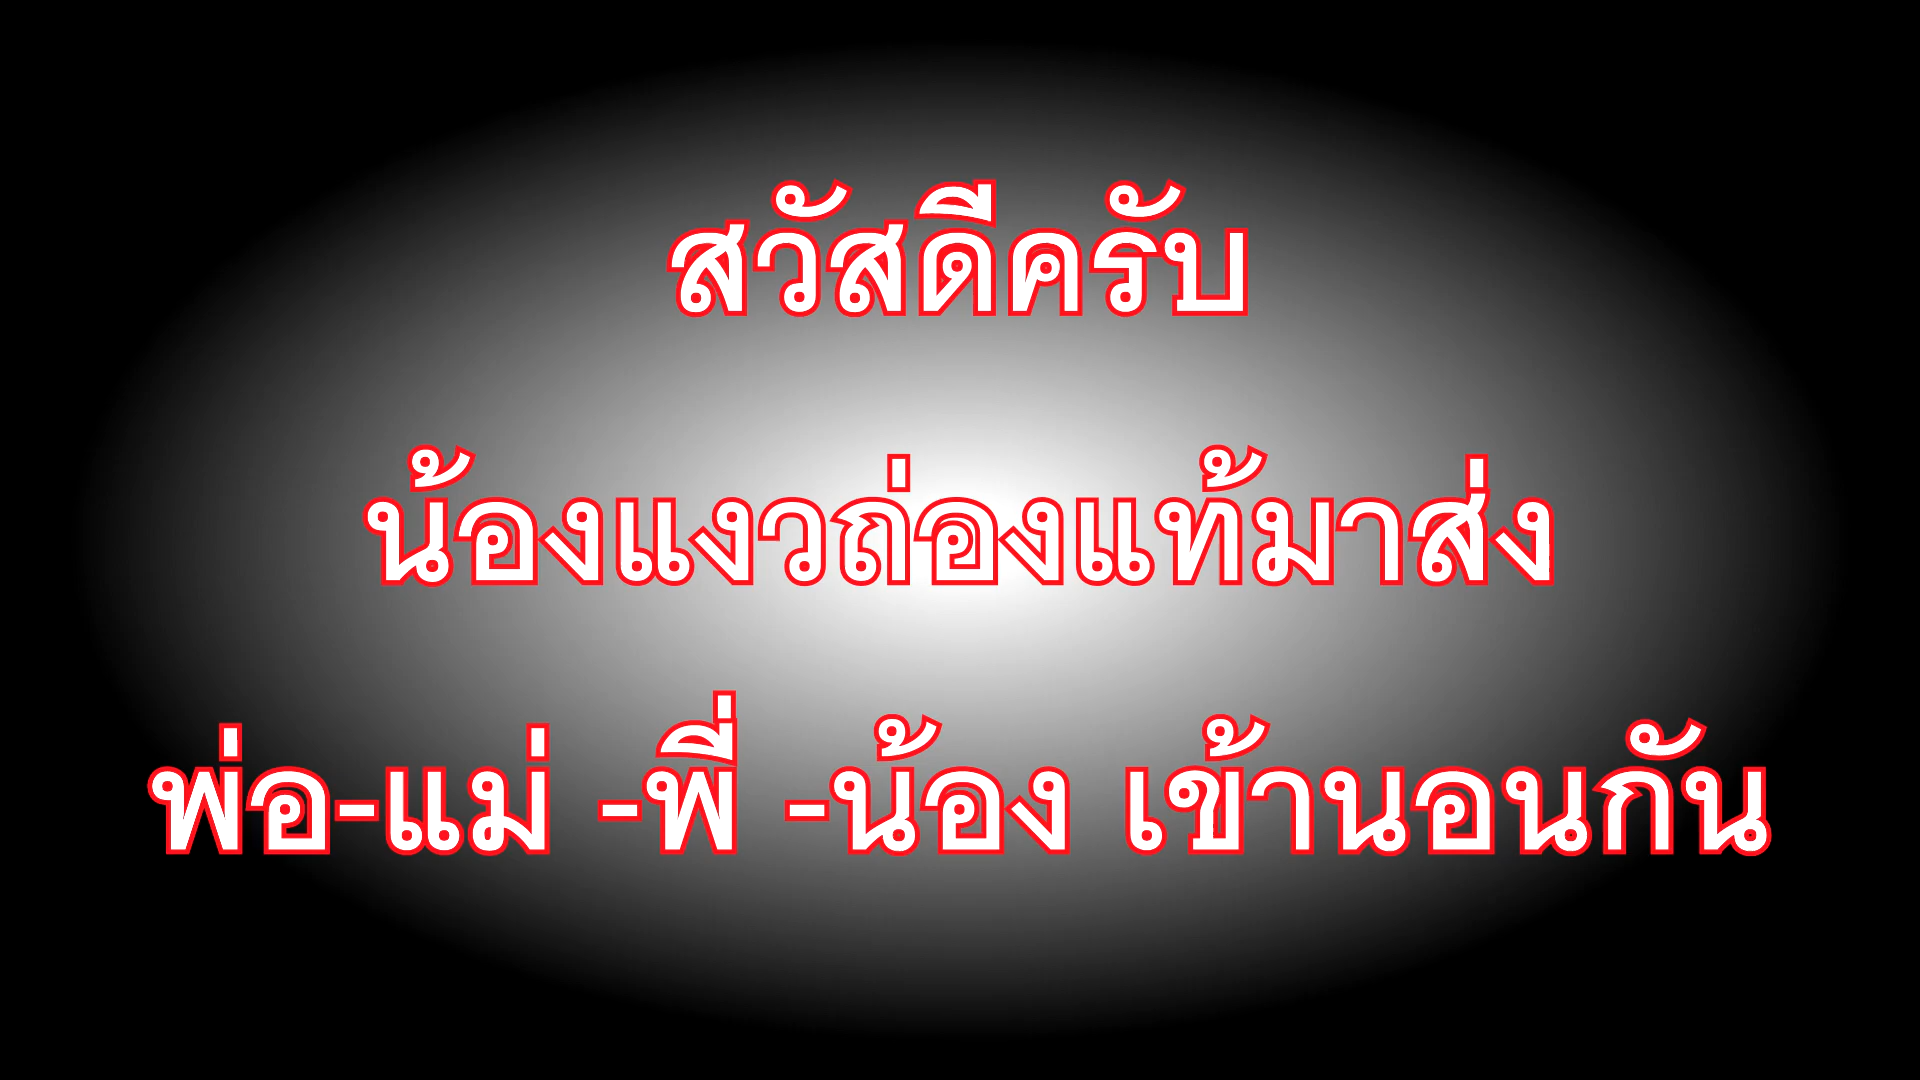 สวัสดีครับ
น้องแงวถ่องแท้มาส่ง
พ่อ-แม่ -พี่ -น้อง เข้านอนกัน